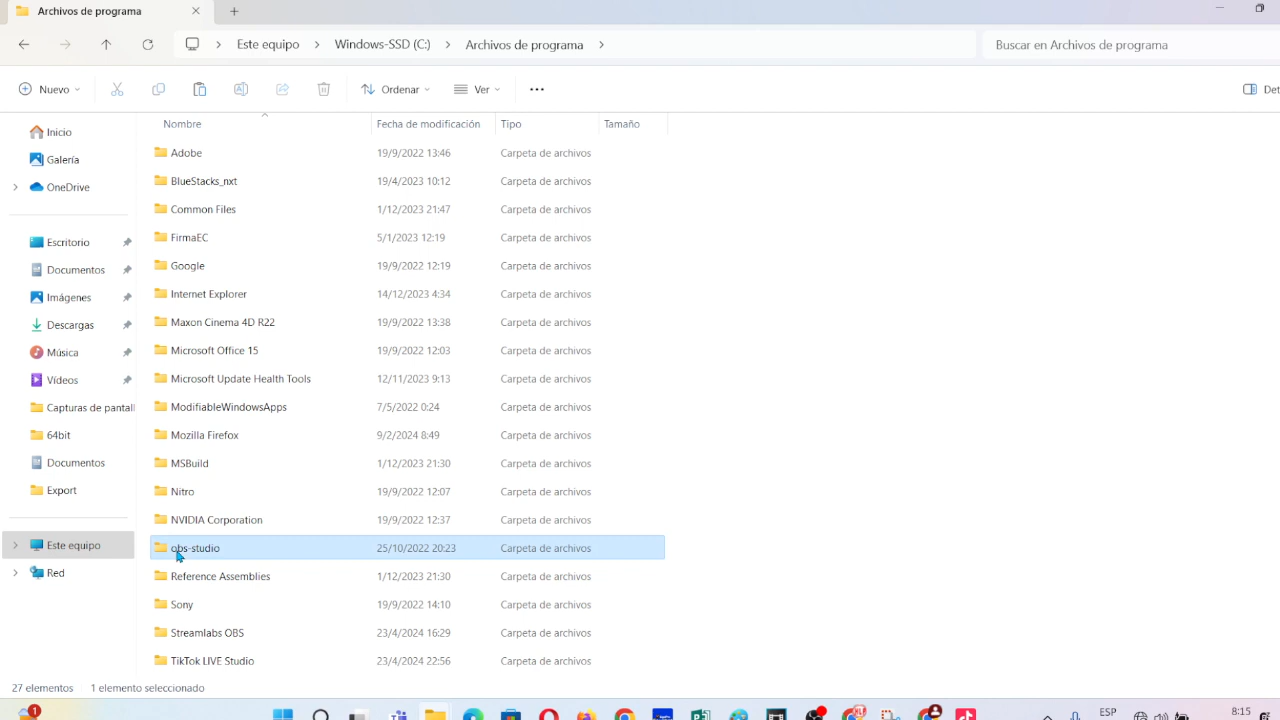 Archivos de programa
Este equipo > Windows-SSD (C:) > Archivos de programa >
Buscar en Archivos de programa
Nuevo
Ordenar
Ver
Nombre Fecha de modificación Tipo Tamaño
Inicio
Galería
OneDrive
Escritorio
Documentos
Imágenes
Descargas
Música
Vídeos
Capturas de pantall
64bit
Documentos
Export
Este equipo
Red
Adobe 19/9/2022 13:46 Carpeta de archivos
BlueStacks_nxt 19/4/2023 10:12 Carpeta de archivos
Common Files 1/12/2023 21:47 Carpeta de archivos
FirmaEC 5/1/2023 12:19 Carpeta de archivos
Google 19/9/2022 12:19 Carpeta de archivos
Internet Explorer 14/12/2023 4:34 Carpeta de archivos
Maxon Cinema 4D R22 19/9/2022 13:38 Carpeta de archivos
Microsoft Office 15 19/9/2022 12:03 Carpeta de archivos
Microsoft Update Health Tools 12/11/2023 9:13 Carpeta de archivos
ModifiableWindowsApps 7/5/2022 0:24 Carpeta de archivos
Mozilla Firefox 9/2/2024 8:49 Carpeta de archivos
MSBuild 1/12/2023 21:30 Carpeta de archivos
Nitro 19/9/2022 12:07 Carpeta de archivos
NVIDIA Corporation 19/9/2022 12:37 Carpeta de archivos
obs-studio 25/10/2022 20:23 Carpeta de archivos
Reference Assemblies 1/12/2023 21:30 Carpeta de archivos
Sony 19/9/2022 14:10 Carpeta de archivos
Streamlabs OBS 23/4/2024 16:29 Carpeta de archivos
TikTok LIVE Studio 23/4/2024 22:56 Carpeta de archivos
27 elementos 1 elemento seleccionado
1
ESP
8:15